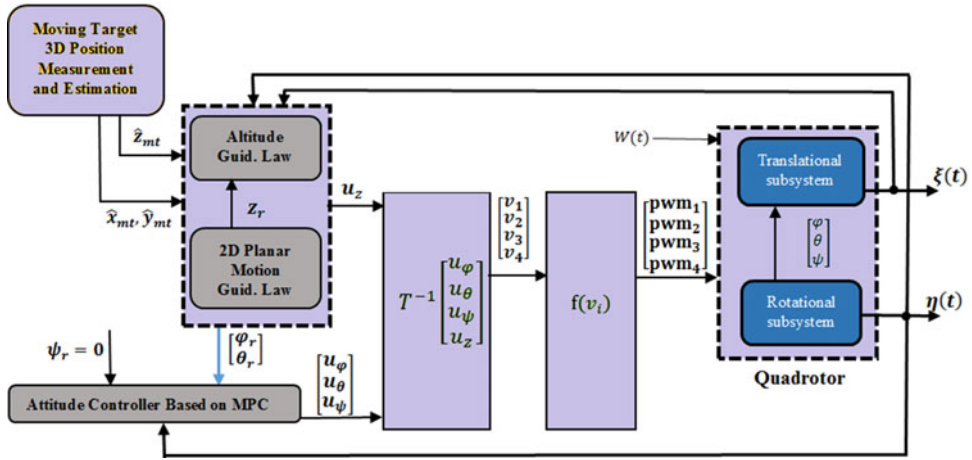 Moving Target
3D Position
Measurement
and Estimation
ẑ_mt
x̂_mt, ŷ_mt
Altitude
Guid. Law
z_r
2D Planar
Motion
Guid. Law
u_z
ψ_r = 0
[φ_r
θ_r]
Attitude Controller Based on MPC
[u_φ
u_θ
u_ψ]
T⁻¹ [u_φ
u_θ
u_ψ
u_z]
[v_1
v_2
v_3
v_4]
f(v_i)
[pwm_1
pwm_2
pwm_3
pwm_4]
W(t)
Translational
subsystem
[φ
θ
ψ]
Rotational
subsystem
Quadrotor
ξ(t)
η(t)